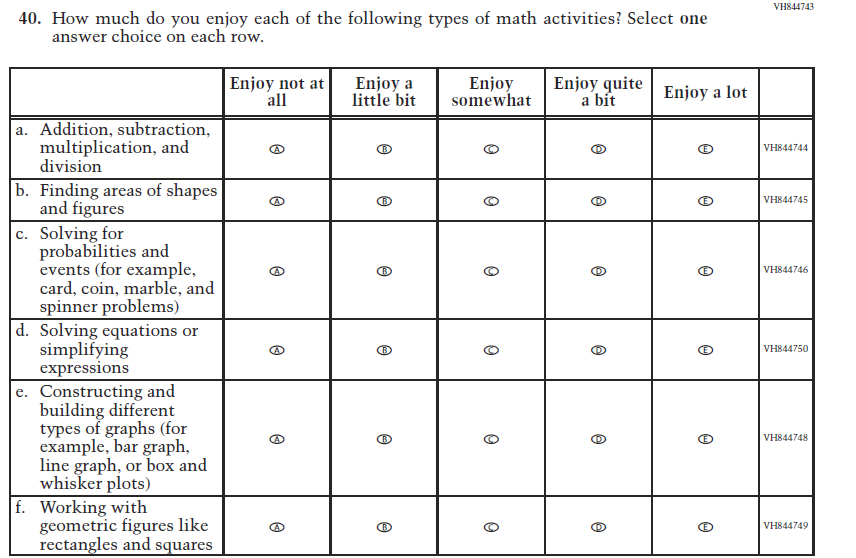 VH844743
40. How much do you enjoy each of the following types of math activities? Select one
answer choice on each row.
Enjoy not at
all
Enjoy a
little bit
Enjoy
somewhat
Enjoy quite
a bit
Enjoy a lot
a. Addition, subtraction,
multiplication, and
division
A B C D E VH844744
b. Finding areas of shapes
and figures
A B C D E VH844745
c. Solving for
probabilities and
events (for example,
card, coin, marble, and
spinner problems)
A B C D E VH844746
d. Solving equations or
simplifying
expressions
A B C D E VH844750
e. Constructing and
building different
types of graphs (for
example, bar graph,
line graph, or box and
whisker plots)
A B C D E VH844748
f. Working with
geometric figures like
rectangles and squares
A B C D E VH844749